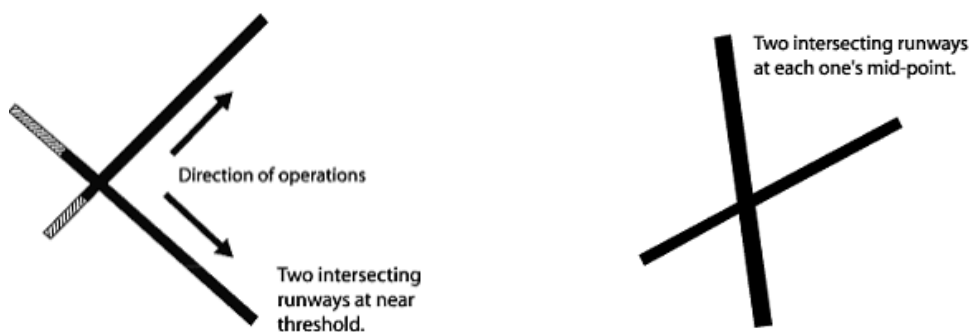 Direction of operations
Two intersecting
runways at near
threshold.
Two intersecting runways
at each one's mid-point.